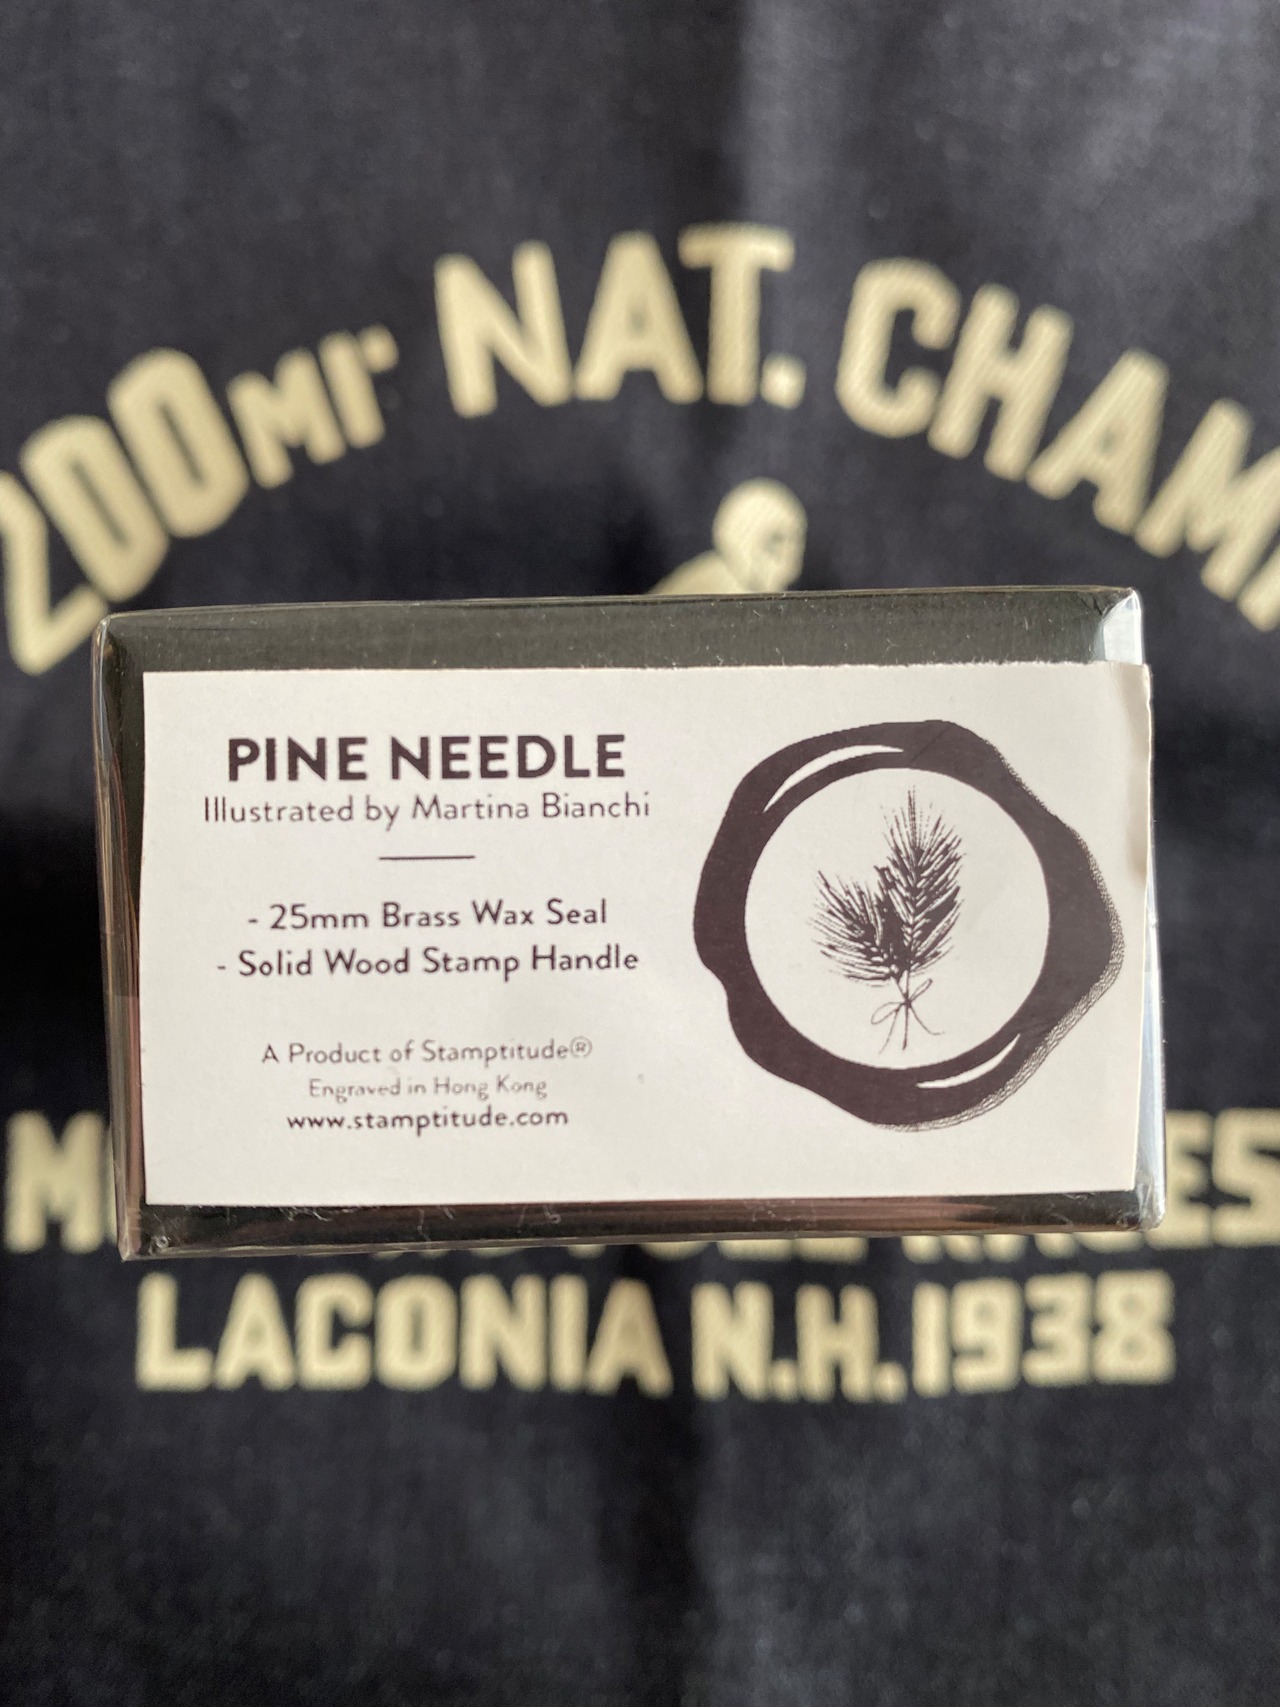 200MI. NAT. CHAM
PINE NEEDLE
Illustrated by Martina Bianchi
- 25mm Brass Wax Seal
- Solid Wood Stamp Handle
A Product of Stamptitude®
Engraved in Hong Kong
www.stamptitude.com
LACONIA N.H.1938